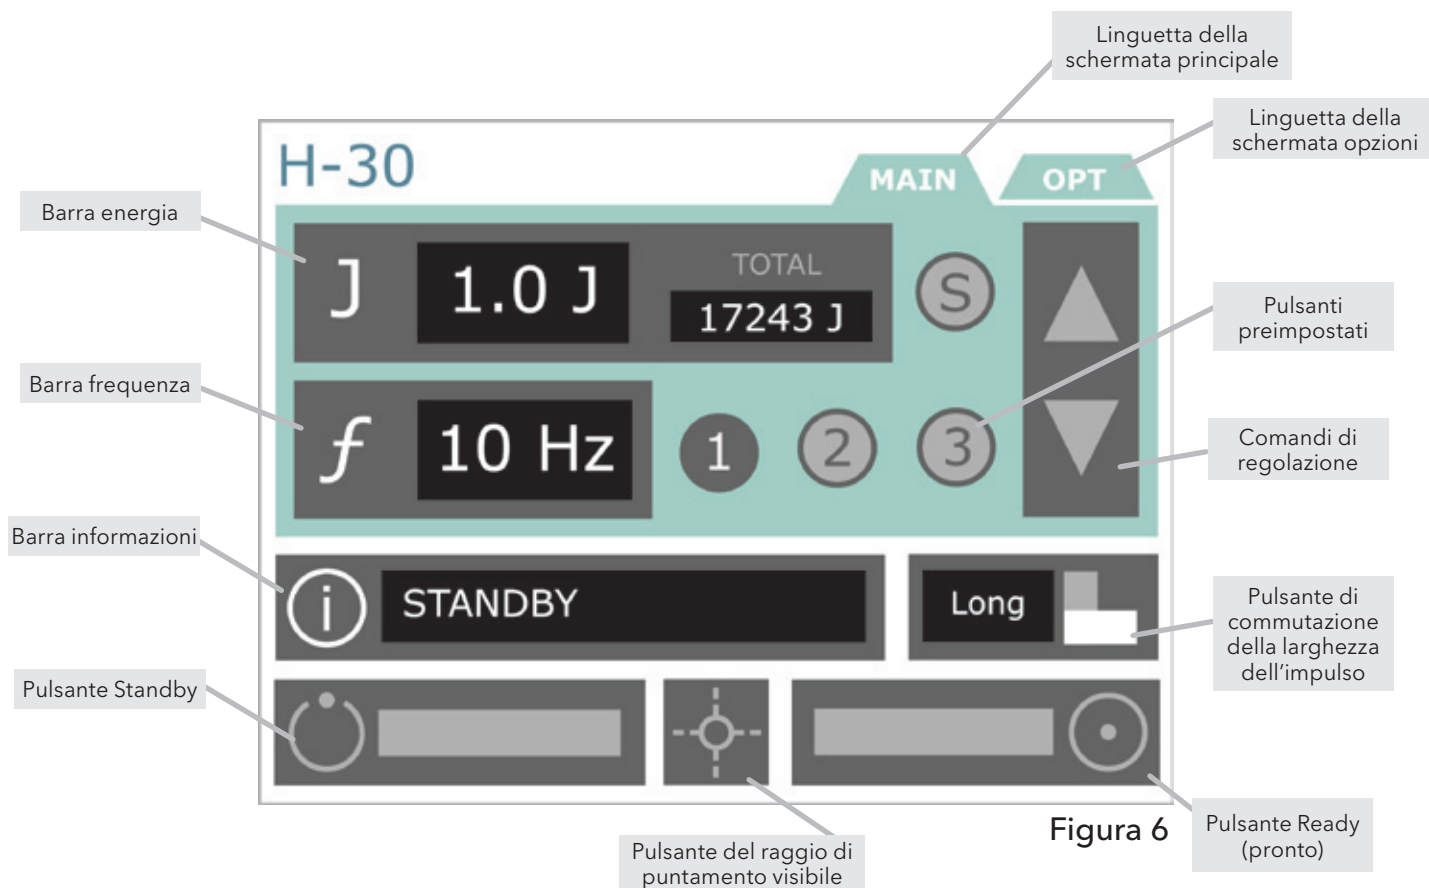 Linguetta della
schermata principale
Linguetta della
schermata opzioni
H-30
MAIN
OPT
Barra energia
J
1.0 J
TOTAL
17243 J
S
Pulsanti
preimpostati
Barra frequenza
f
10 Hz
1
2
3
Comandi di
regolazione
Barra informazioni
i
STANDBY
Long
Pulsante di
commutazione
della larghezza
dell'impulso
Pulsante Standby
Figura 6
Pulsante Ready
(pronto)
Pulsante del raggio di
puntamento visibile